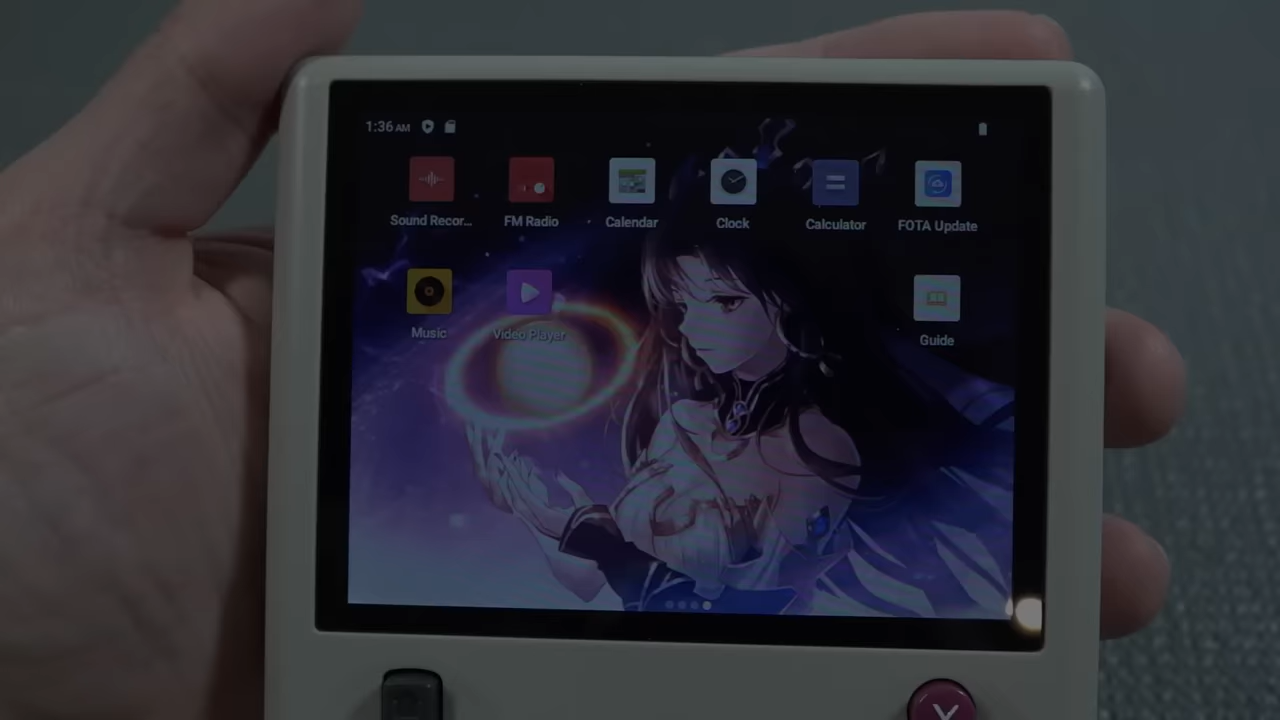 1:36 AM
Sound Recor...
FM Radio
Calendar
Clock
Calculator
FOTA Update
Music
Video Player
Guide
X